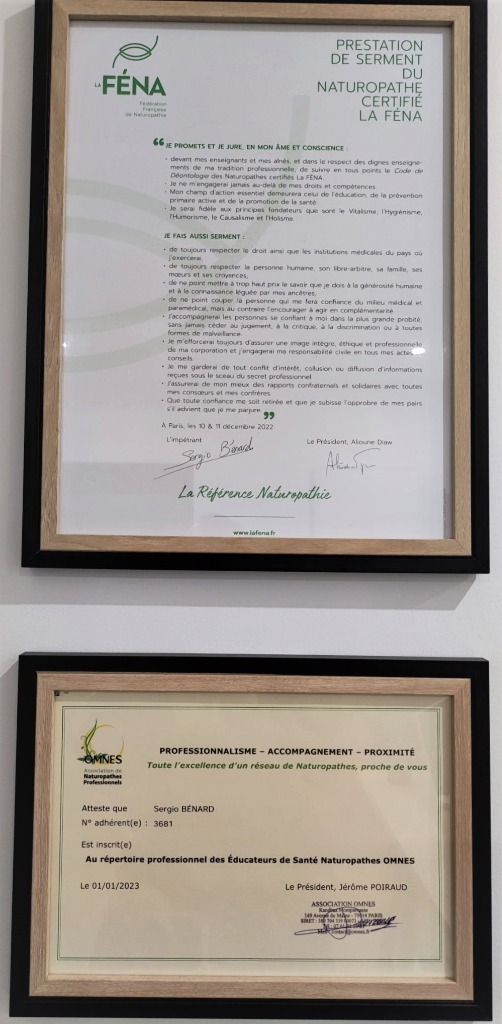 LA FÉNA
Fédération
Française
de Naturopathie
PRESTATION
DE SERMENT
DU
NATUROPATHE
CERTIFIÉ
LA FÉNA
“ JE PROMETS ET JE JURE, EN MON ÂME ET CONSCIENCE :
• devant mes enseignants et mes aînés, et dans le respect des dignes enseigne-
ments de ma tradition professionnelle, de suivre en tous points le Code de
Déontologie des Naturopathes certifiés La FÉNA.
• Je ne m'engagerai jamais au-delà de mes droits et compétences.
• Mon champ d'action essentiel demeurera celui de l'éducation, de la prévention
primaire active et de la promotion de la santé.
• Je serai fidèle aux principes fondateurs que sont le Vitalisme, l'Hygiénisme,
l'Humorisme, le Causalisme et l'Holisme.
JE FAIS AUSSI SERMENT :
• de toujours respecter le droit ainsi que les institutions médicales du pays où
j'exercerai,
• de toujours respecter la personne humaine, son libre-arbitre, sa famille, ses
mœurs et ses croyances,
• de ne point mettre à trop haut prix le savoir que je dois à la générosité humaine
et à la connaissance léguée par mes ancêtres,
• de ne point couper la personne qui me fera confiance du milieu médical et
paramédical, mais au contraire l'encourager à agir en complémentarité.
• J'accompagnerai les personnes se confiant à moi dans la plus grande probité,
sans jamais céder au jugement, à la critique, à la discrimination ou à toutes
formes de malveillance.
• Je m'efforcerai toujours d'assurer une image intègre, éthique et professionnelle
de ma corporation et j'engagerai ma responsabilité civile en tous mes actes
conseils.
• Je me garderai de tout conflit d'intérêt, collusion ou diffusion d'informations
reçues sous le sceau du secret professionnel.
• J'assurerai de mon mieux des rapports confraternels et solidaires avec toutes
mes consœurs et mes confrères.
• Que toute confiance me soit retirée et que je subisse l'opprobre de mes pairs
s'il advient que je me parjure. ”
À Paris, les 10 & 11 décembre 2022
L'impétrant
Le Président, Alioune Diaw
Sergio Bénard
La Référence Naturopathie
www.lafena.fr
OMNES
Association de
Naturopathes
Professionnels
PROFESSIONNALISME – ACCOMPAGNEMENT – PROXIMITÉ
Toute l'excellence d'un réseau de Naturopathes, proche de vous
Atteste que Sergio BÉNARD
N° adhérent(e) : 3681
Est inscrit(e)
Au répertoire professionnel des Éducateurs de Santé Naturopathes OMNES
Le 01/01/2023
Le Président, Jérôme POIRAUD
ASSOCIATION OMNES